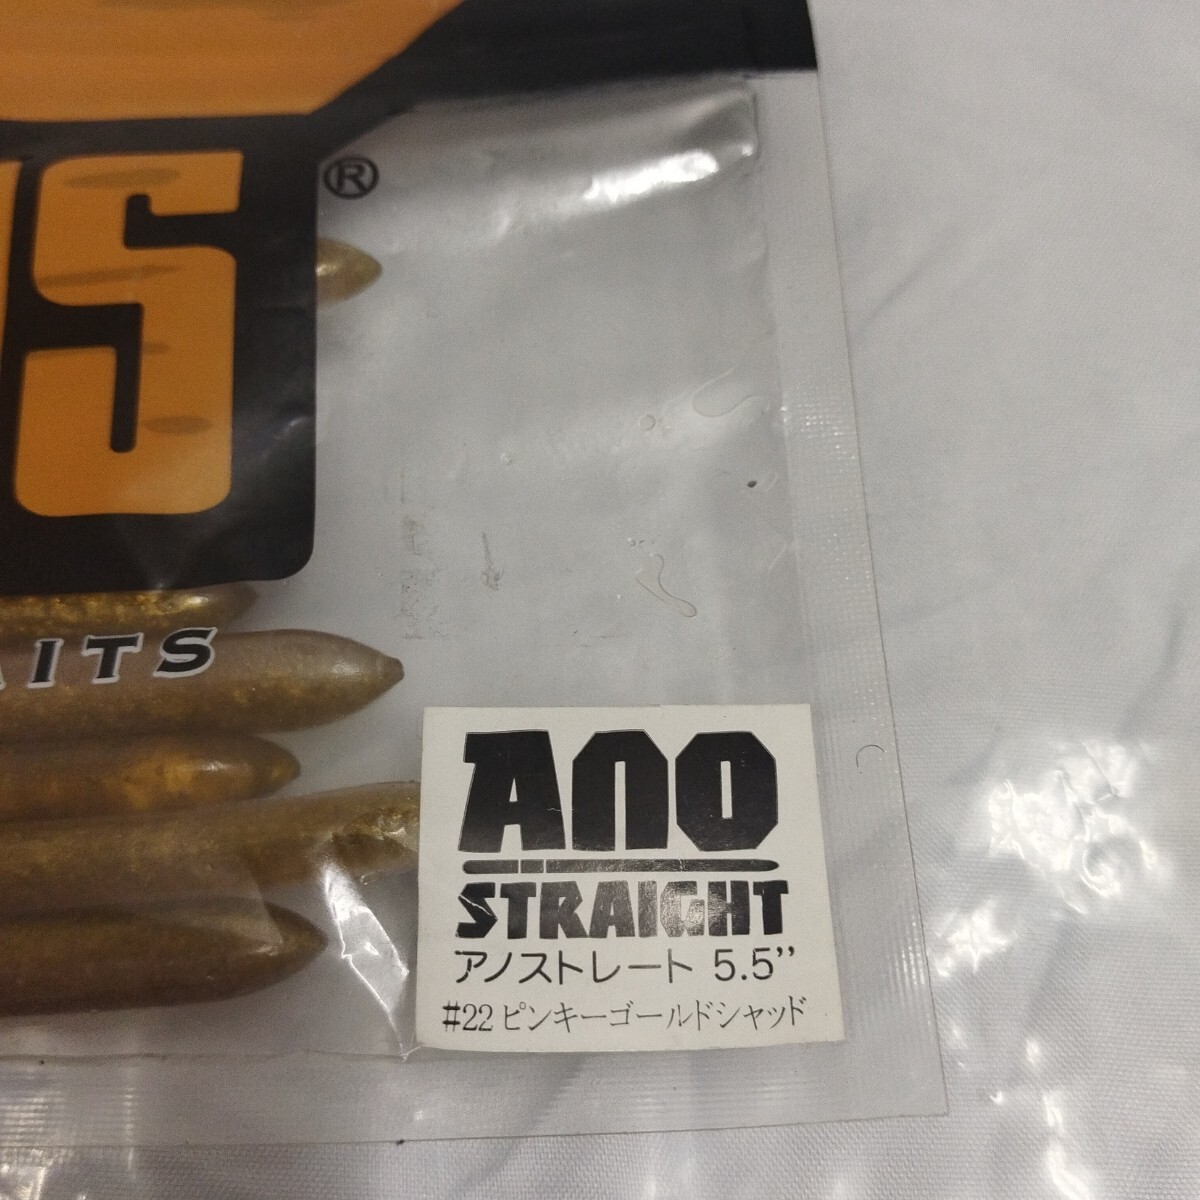 S®
AITS
ANO
STRAIGHT
アノストレート 5.5”
#22 ピンキーゴールドシャッド